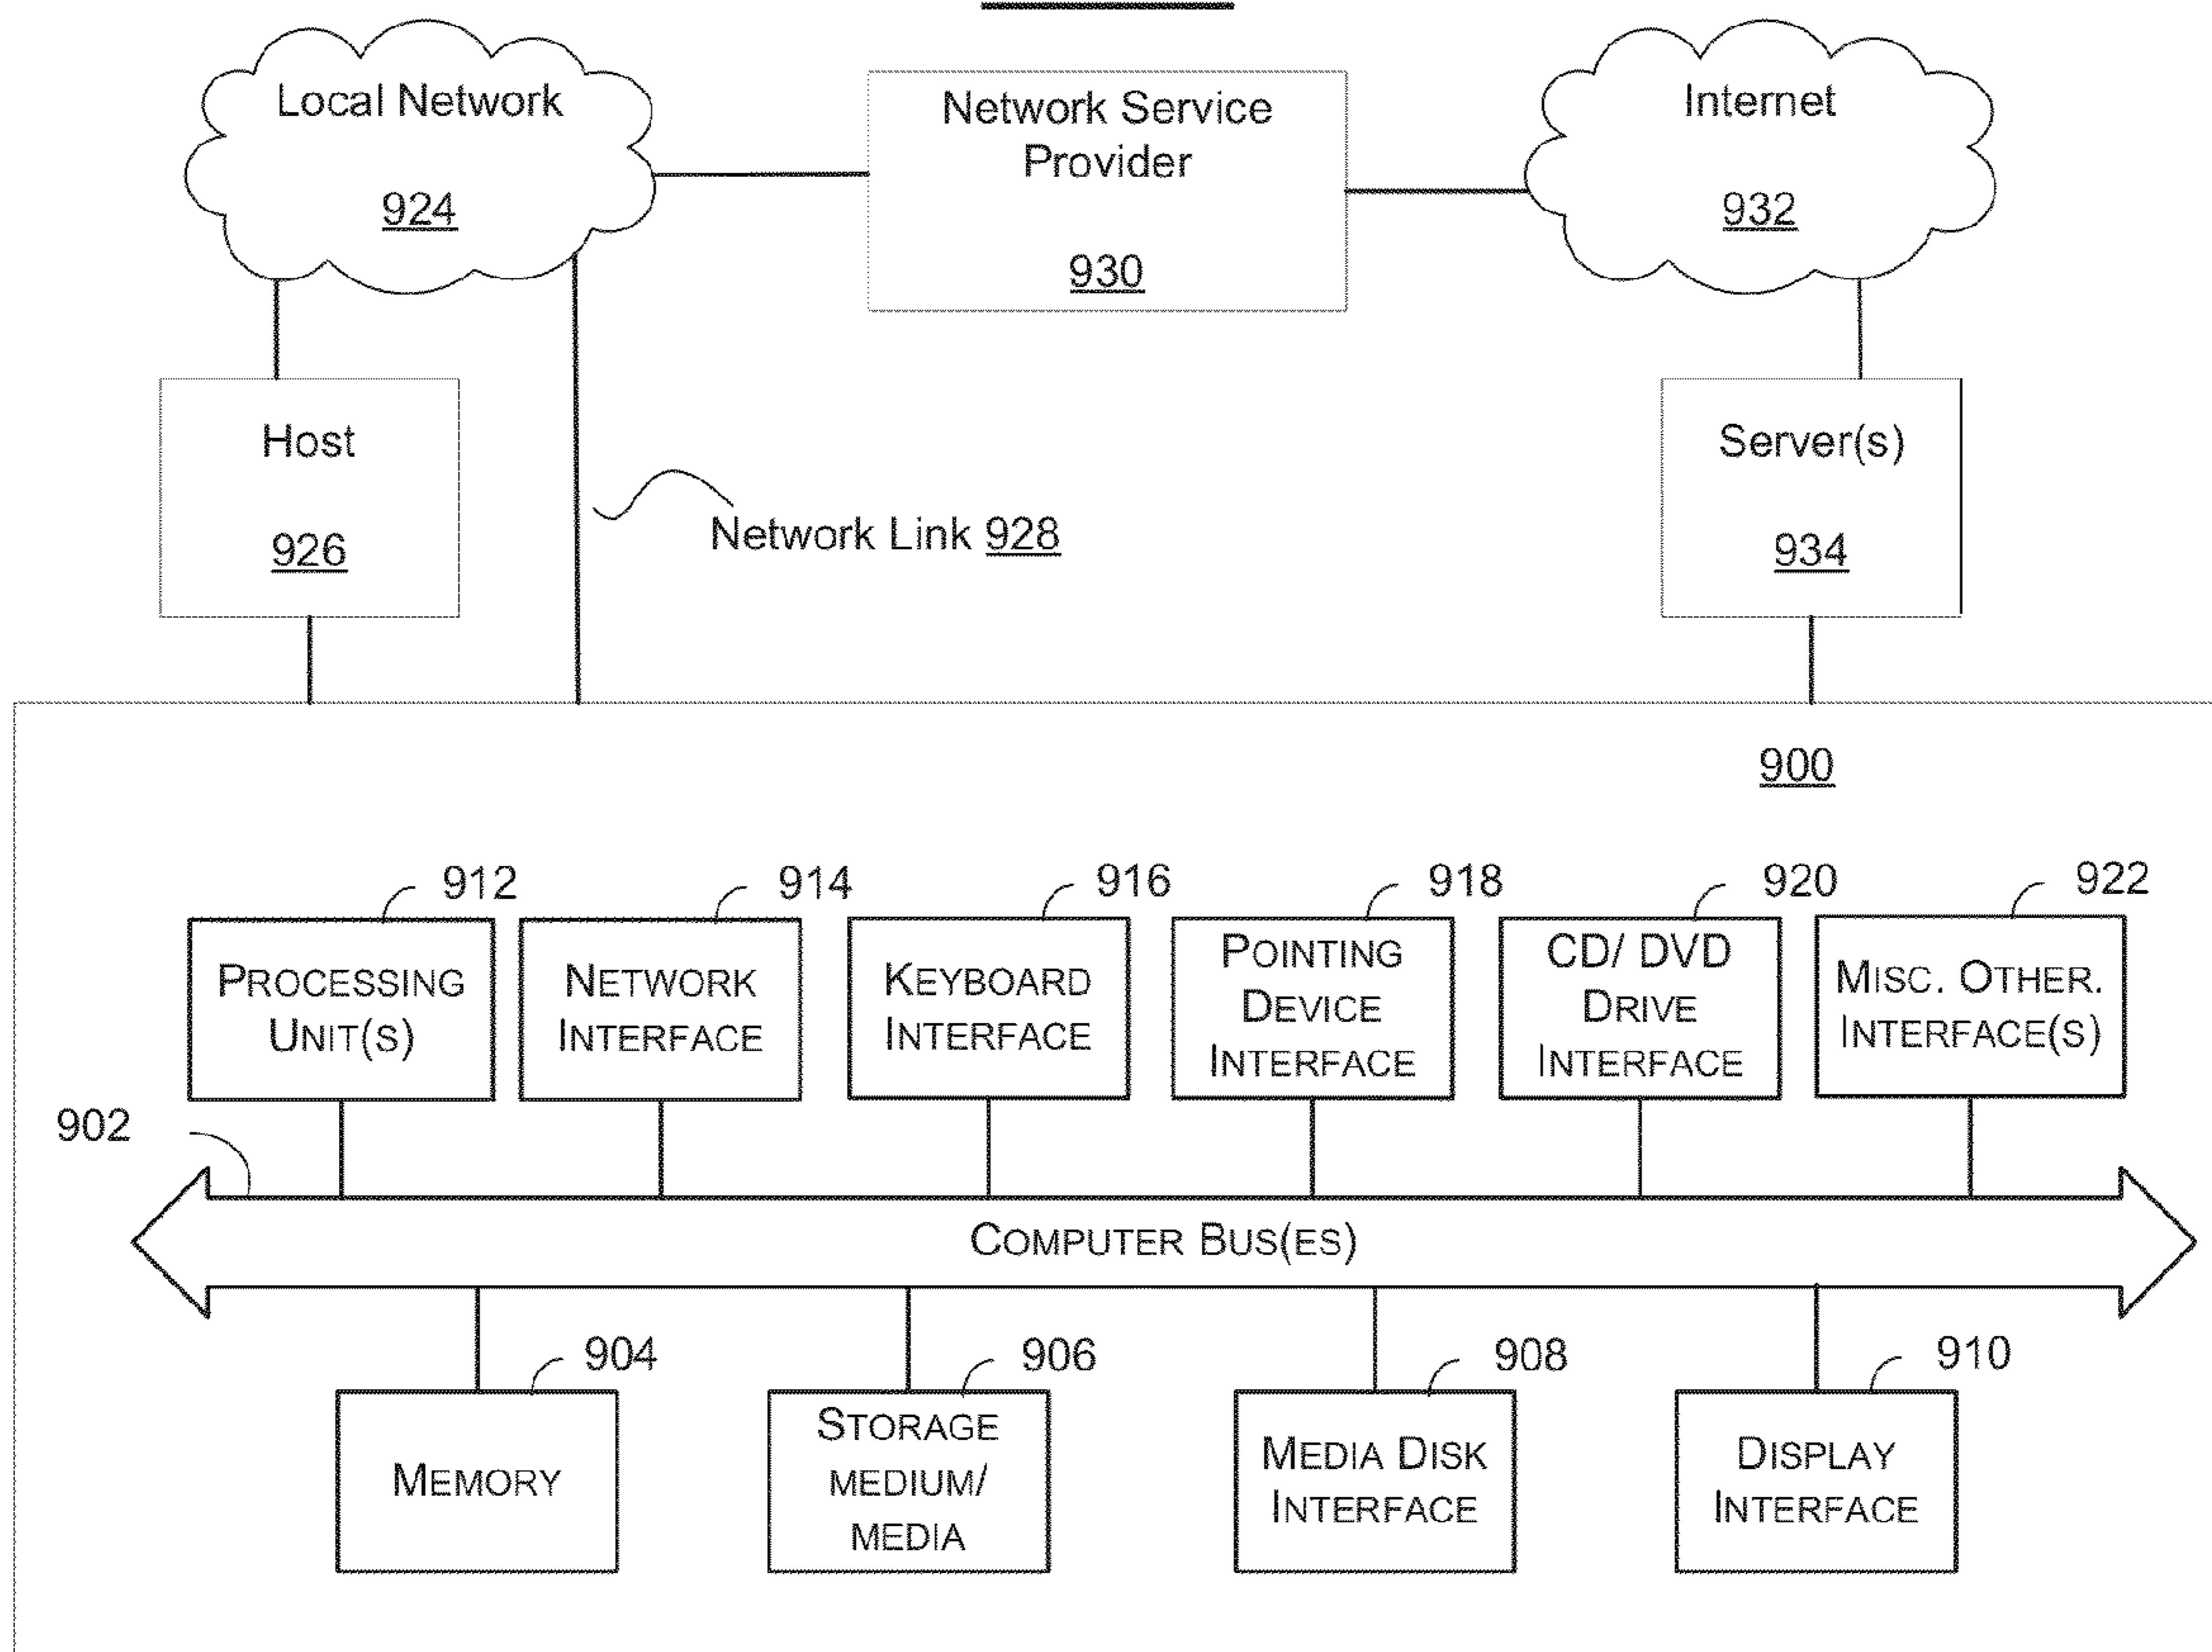 Local Network
924
Network Service
Provider
930
Internet
932
Host
926
Network Link 928
Server(s)
934
900
912
PROCESSING
UNIT(S)
914
NETWORK
INTERFACE
916
KEYBOARD
INTERFACE
918
POINTING
DEVICE
INTERFACE
920
CD/ DVD
DRIVE
INTERFACE
922
MISC. OTHER.
INTERFACE(S)
902
COMPUTER BUS(ES)
904
MEMORY
906
STORAGE
MEDIUM/
MEDIA
908
MEDIA DISK
INTERFACE
910
DISPLAY
INTERFACE